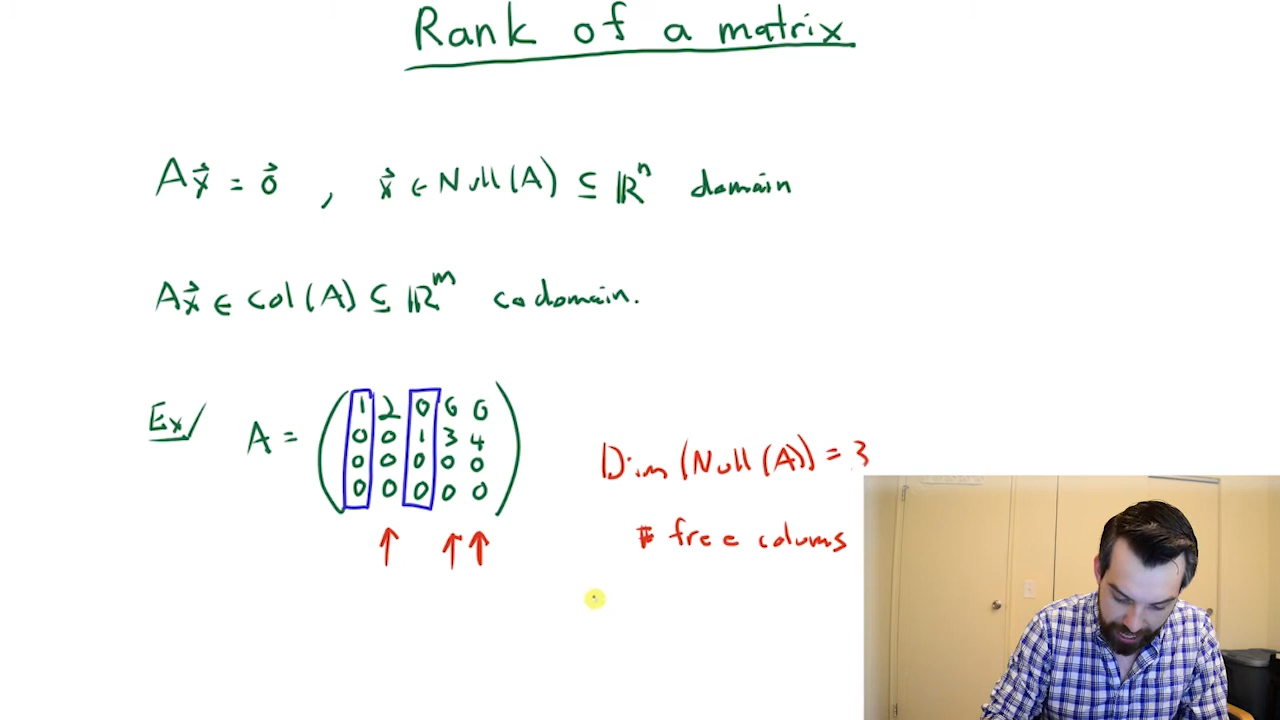 Rank of a matrix
Ax⃗ = 0⃗ , x⃗ ∈ Null(A) ⊆ ℝⁿ domain
Ax⃗ ∈ Col(A) ⊆ ℝᵐ codomain.
Ex/ A =
1 2 0 0 0
0 0 1 3 4
0 0 0 0 0
0 0 0 0 0
Dim (Null(A)) = 3
# free colums